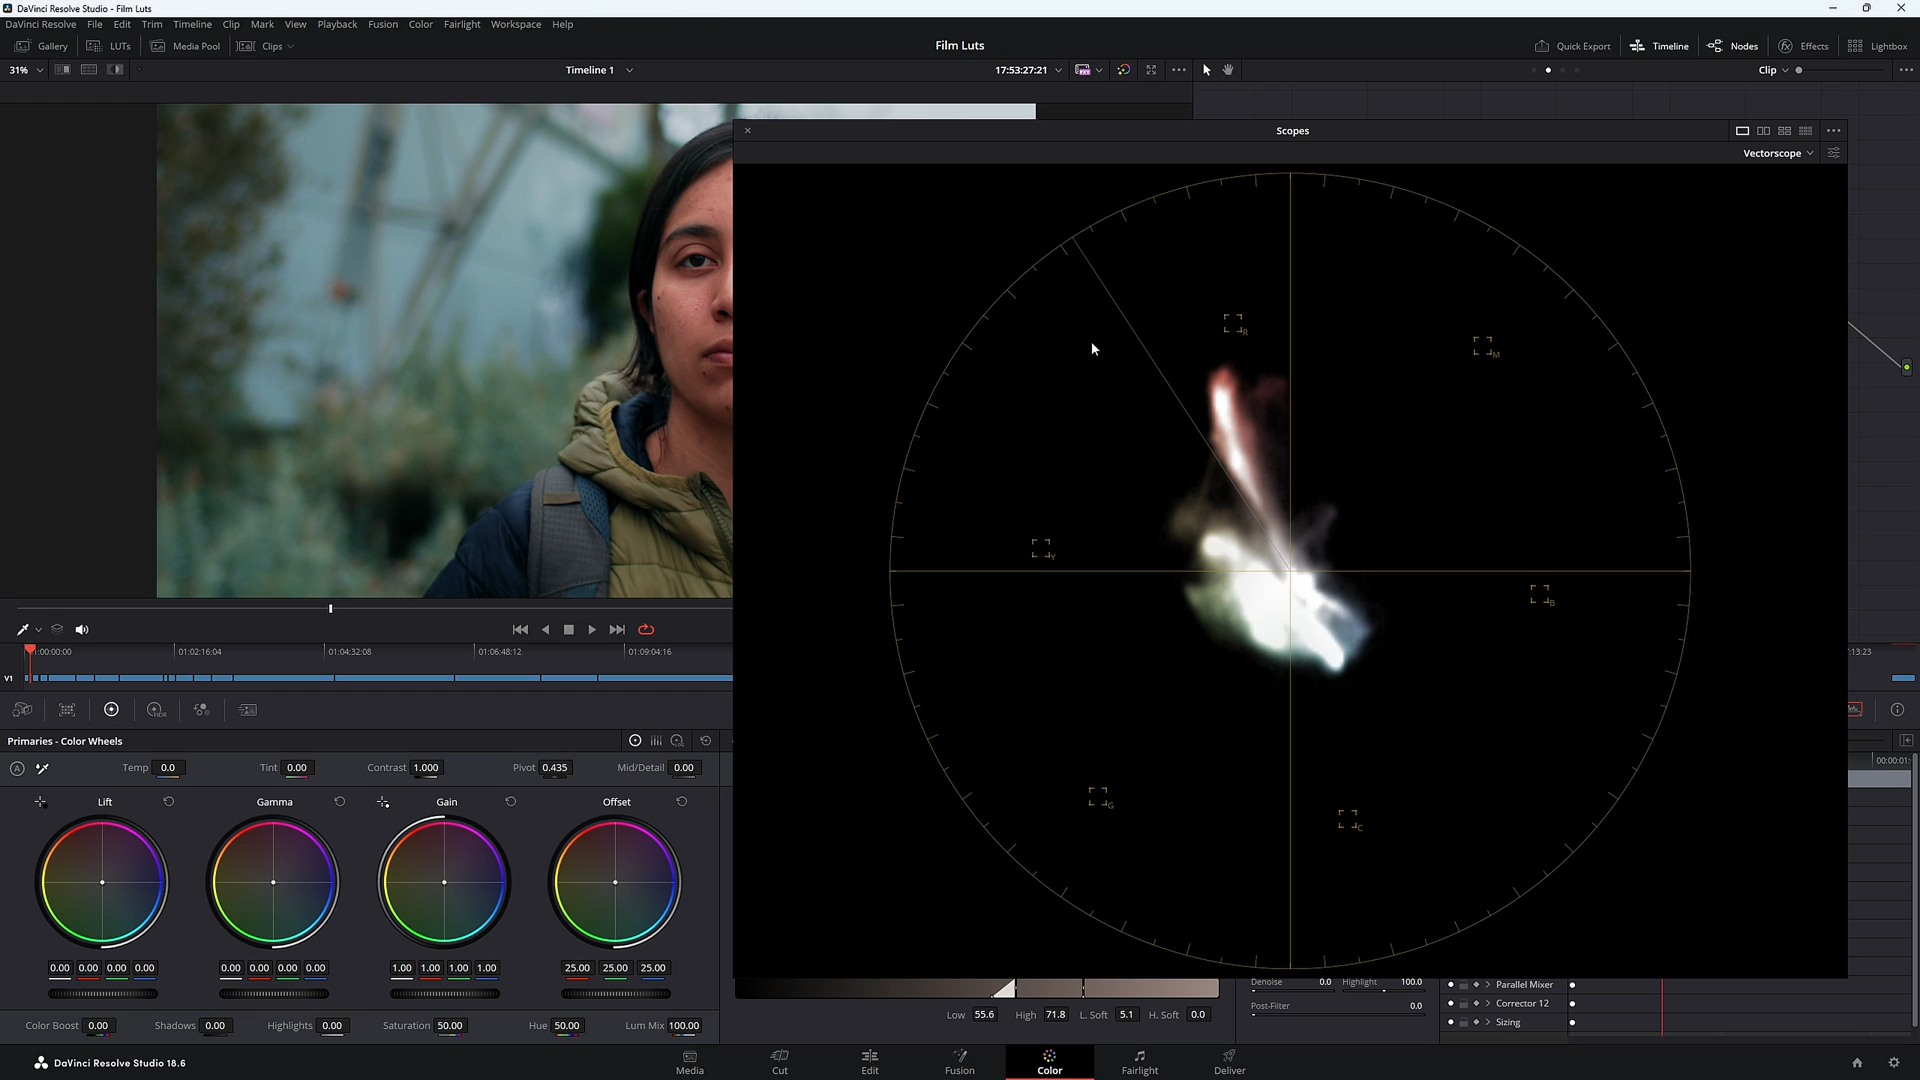 DaVinci Resolve Studio - Film Luts
DaVinci Resolve File Edit Trim Timeline Clip Mark View Playback Fusion Color Fairlight Workspace Help
Gallery LUTs Media Pool Clips Film Luts Quick Export Timeline Nodes Effects Lightbox
31% Timeline 1 17:53:27:21 Clip
Scopes
Vectorscope
R
M
Y
B
G
C
1:00:00:00 01:02:16:04 01:04:32:08 01:06:48:12 01:09:04:16 :13:23
V1
HDR
Primaries - Color Wheels
00:00:01:
A Temp 0.0 Tint 0.00 Contrast 1.000 Pivot 0.435 Mid/Detail 0.00
Lift Gamma Gain Offset
0.00 0.00 0.00 0.00 0.00 0.00 0.00 0.00 1.00 1.00 1.00 1.00 25.00 25.00 25.00
Denoise 0.0 Highlight 100.0 Parallel Mixer
Post-Filter 0.0 Corrector 12
Low 55.6 High 71.8 L. Soft 5.1 H. Soft 0.0 Sizing
Color Boost 0.00 Shadows 0.00 Highlights 0.00 Saturation 50.00 Hue 50.00 Lum Mix 100.00
DaVinci Resolve Studio 18.6 Media Cut Edit Fusion Color Fairlight Deliver